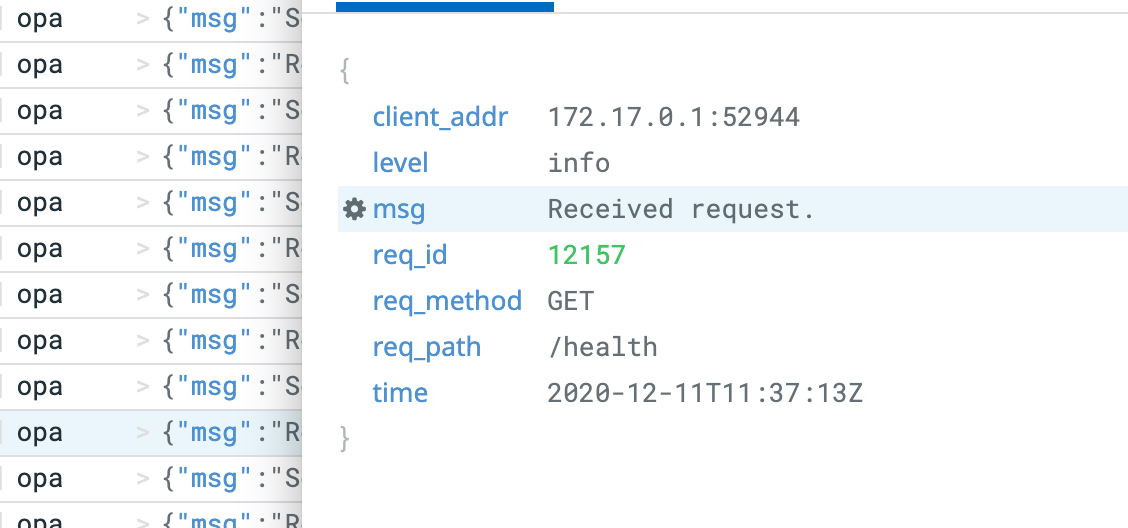 opa > {"msg":"S
opa > {"msg":"R
opa > {"msg":"S
opa > {"msg":"R
opa > {"msg":"S
opa > {"msg":"R
opa > {"msg":"S
opa > {"msg":"R
opa > {"msg":"S
opa > {"msg":"R
opa > {"msg":"S
opa > {"msg":"R
{
client_addr 172.17.0.1:52944
level info
msg Received request.
req_id 12157
req_method GET
req_path /health
time 2020-12-11T11:37:13Z
}